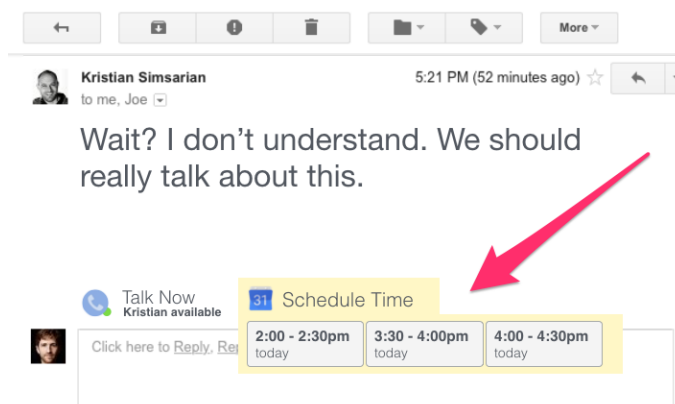 More
Kristian Simsarian
5:21 PM (52 minutes ago)
to me, Joe
Wait? I don’t understand. We should
really talk about this.
Talk Now
Kristian available
31
Schedule Time
Click here to Reply,
2:00 - 2:30pm
today
3:30 - 4:00pm
today
4:00 - 4:30pm
today